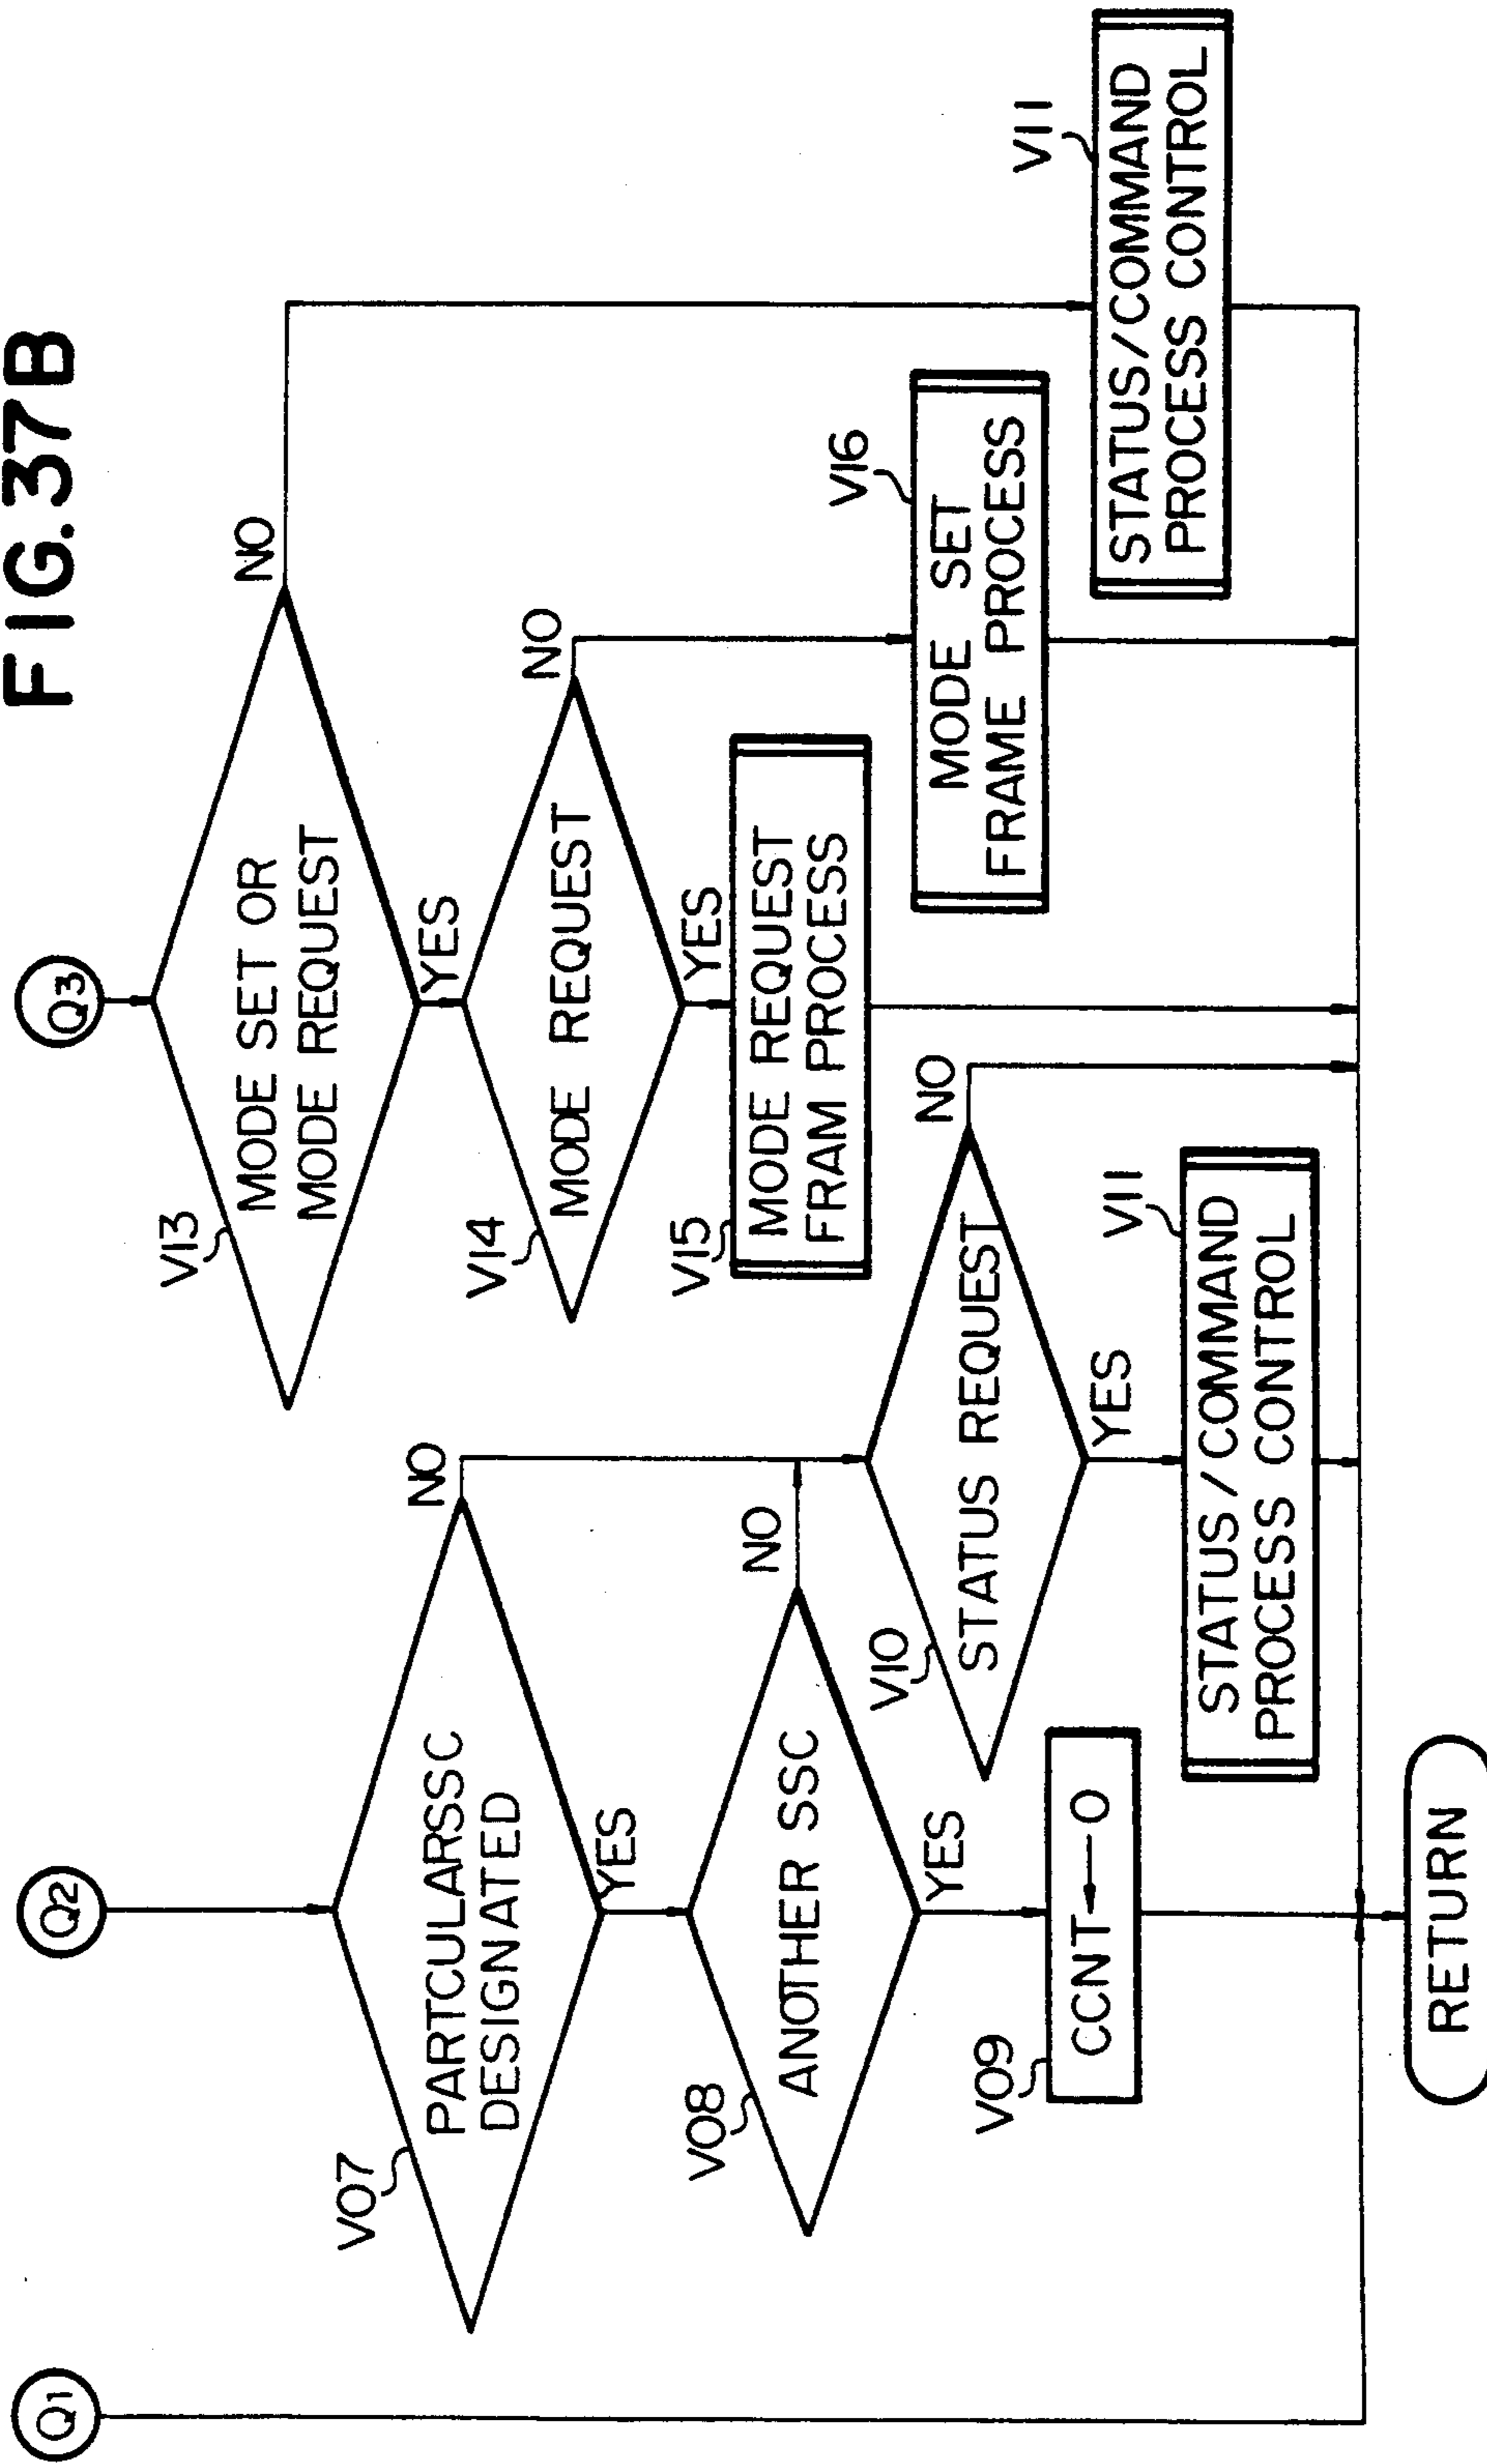 FIG.37B
Q1
Q2
Q3
V07
PARTCULARSSC
DESIGNATED
NO
YES
V08
ANOTHER SSC
NO
YES
V09
CCNT←0
V10
STATUS REQUEST
NO
YES
V11
STATUS/COMMAND
PROCESS CONTROL
V13
MODE SET OR
MODE REQUEST
NO
YES
V14
MODE REQUEST
NO
YES
V15
MODE REQUEST
FRAM PROCESS
V16
MODE SET
FRAME PROCESS
V11
STATUS/COMMAND
PROCESS CONTROL
RETURN